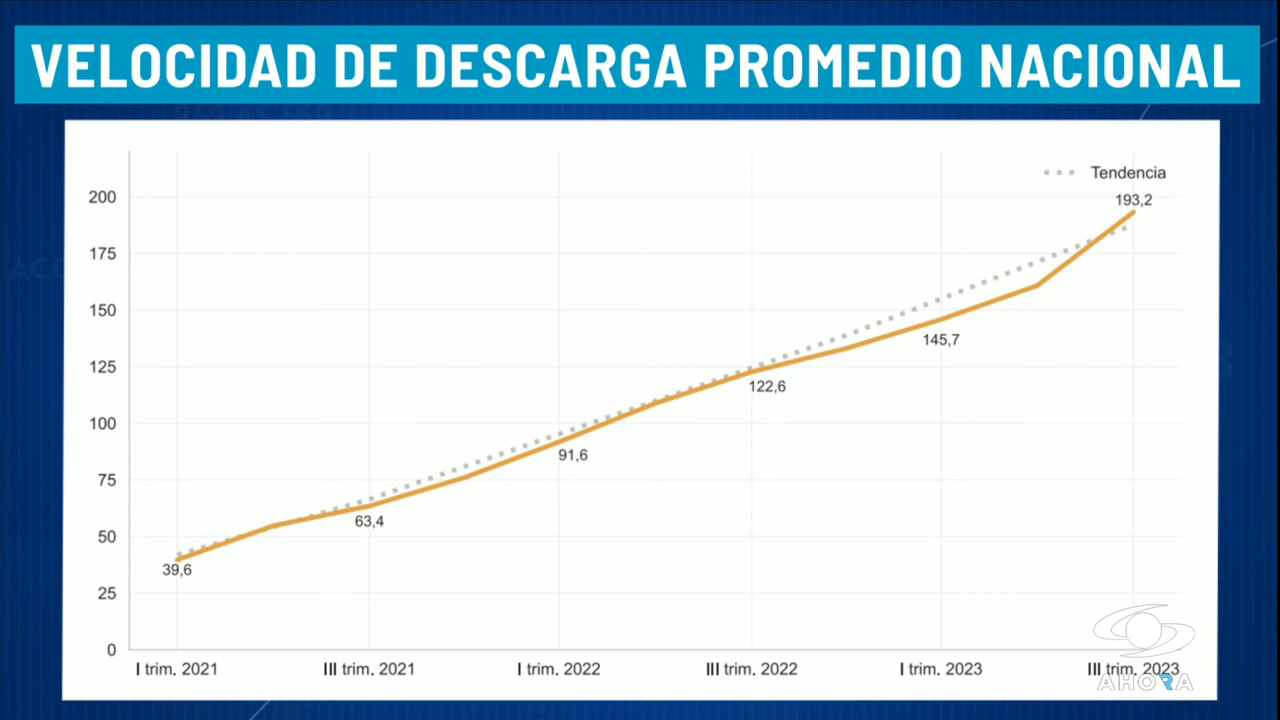 VELOCIDAD DE DESCARGA PROMEDIO NACIONAL
Tendencia
193,2
200
175
150
145,7
125
122,6
100
91,6
75
63,4
50
39,6
25
0
I trim. 2021
III trim. 2021
I trim. 2022
III trim. 2022
I trim. 2023
III trim. 2023
AHORA